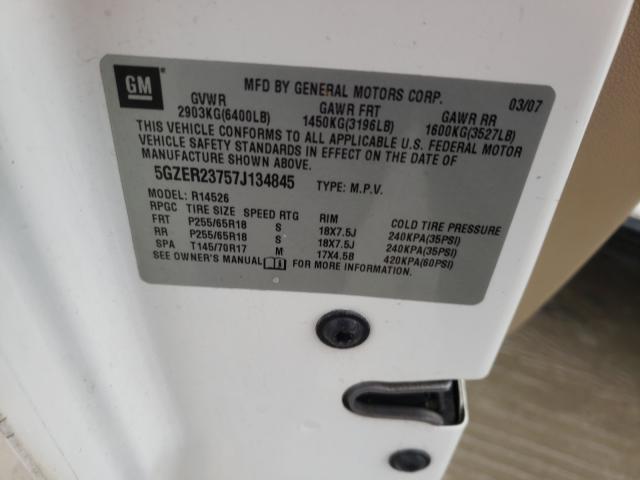 GM
MFD BY GENERAL MOTORS CORP. 03/07
GVWR GAWR FRT GAWR RR
2903KG(6400LB) 1450KG(3196LB) 1600KG(3527LB)
THIS VEHICLE CONFORMS TO ALL APPLICABLE U.S. FEDERAL MOTOR
VEHICLE SAFETY STANDARDS IN EFFECT ON THE DATE OF
MANUFACTURE SHOWN ABOVE.
5GZER23757J134845 TYPE: M.P.V.
MODEL: R14526
RPGC TIRE SIZE SPEED RTG RIM COLD TIRE PRESSURE
FRT P255/65R18 S 18X7.5J 240KPA(35PSI)
RR P255/65R18 S 18X7.5J 240KPA(35PSI)
SPA T145/70R17 M 17X4.5B 420KPA(60PSI)
SEE OWNER'S MANUAL FOR MORE INFORMATION.